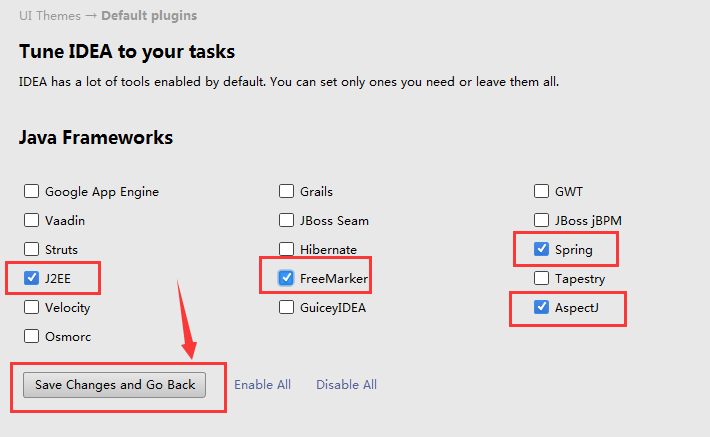 UI Themes → Default plugins
Tune IDEA to your tasks
IDEA has a lot of tools enabled by default. You can set only ones you need or leave them all.
Java Frameworks
Google App Engine Grails GWT
Vaadin JBoss Seam JBoss jBPM
Struts Hibernate Spring
J2EE FreeMarker Tapestry
Velocity GuiceyIDEA AspectJ
Osmorc
Save Changes and Go Back Enable All Disable All